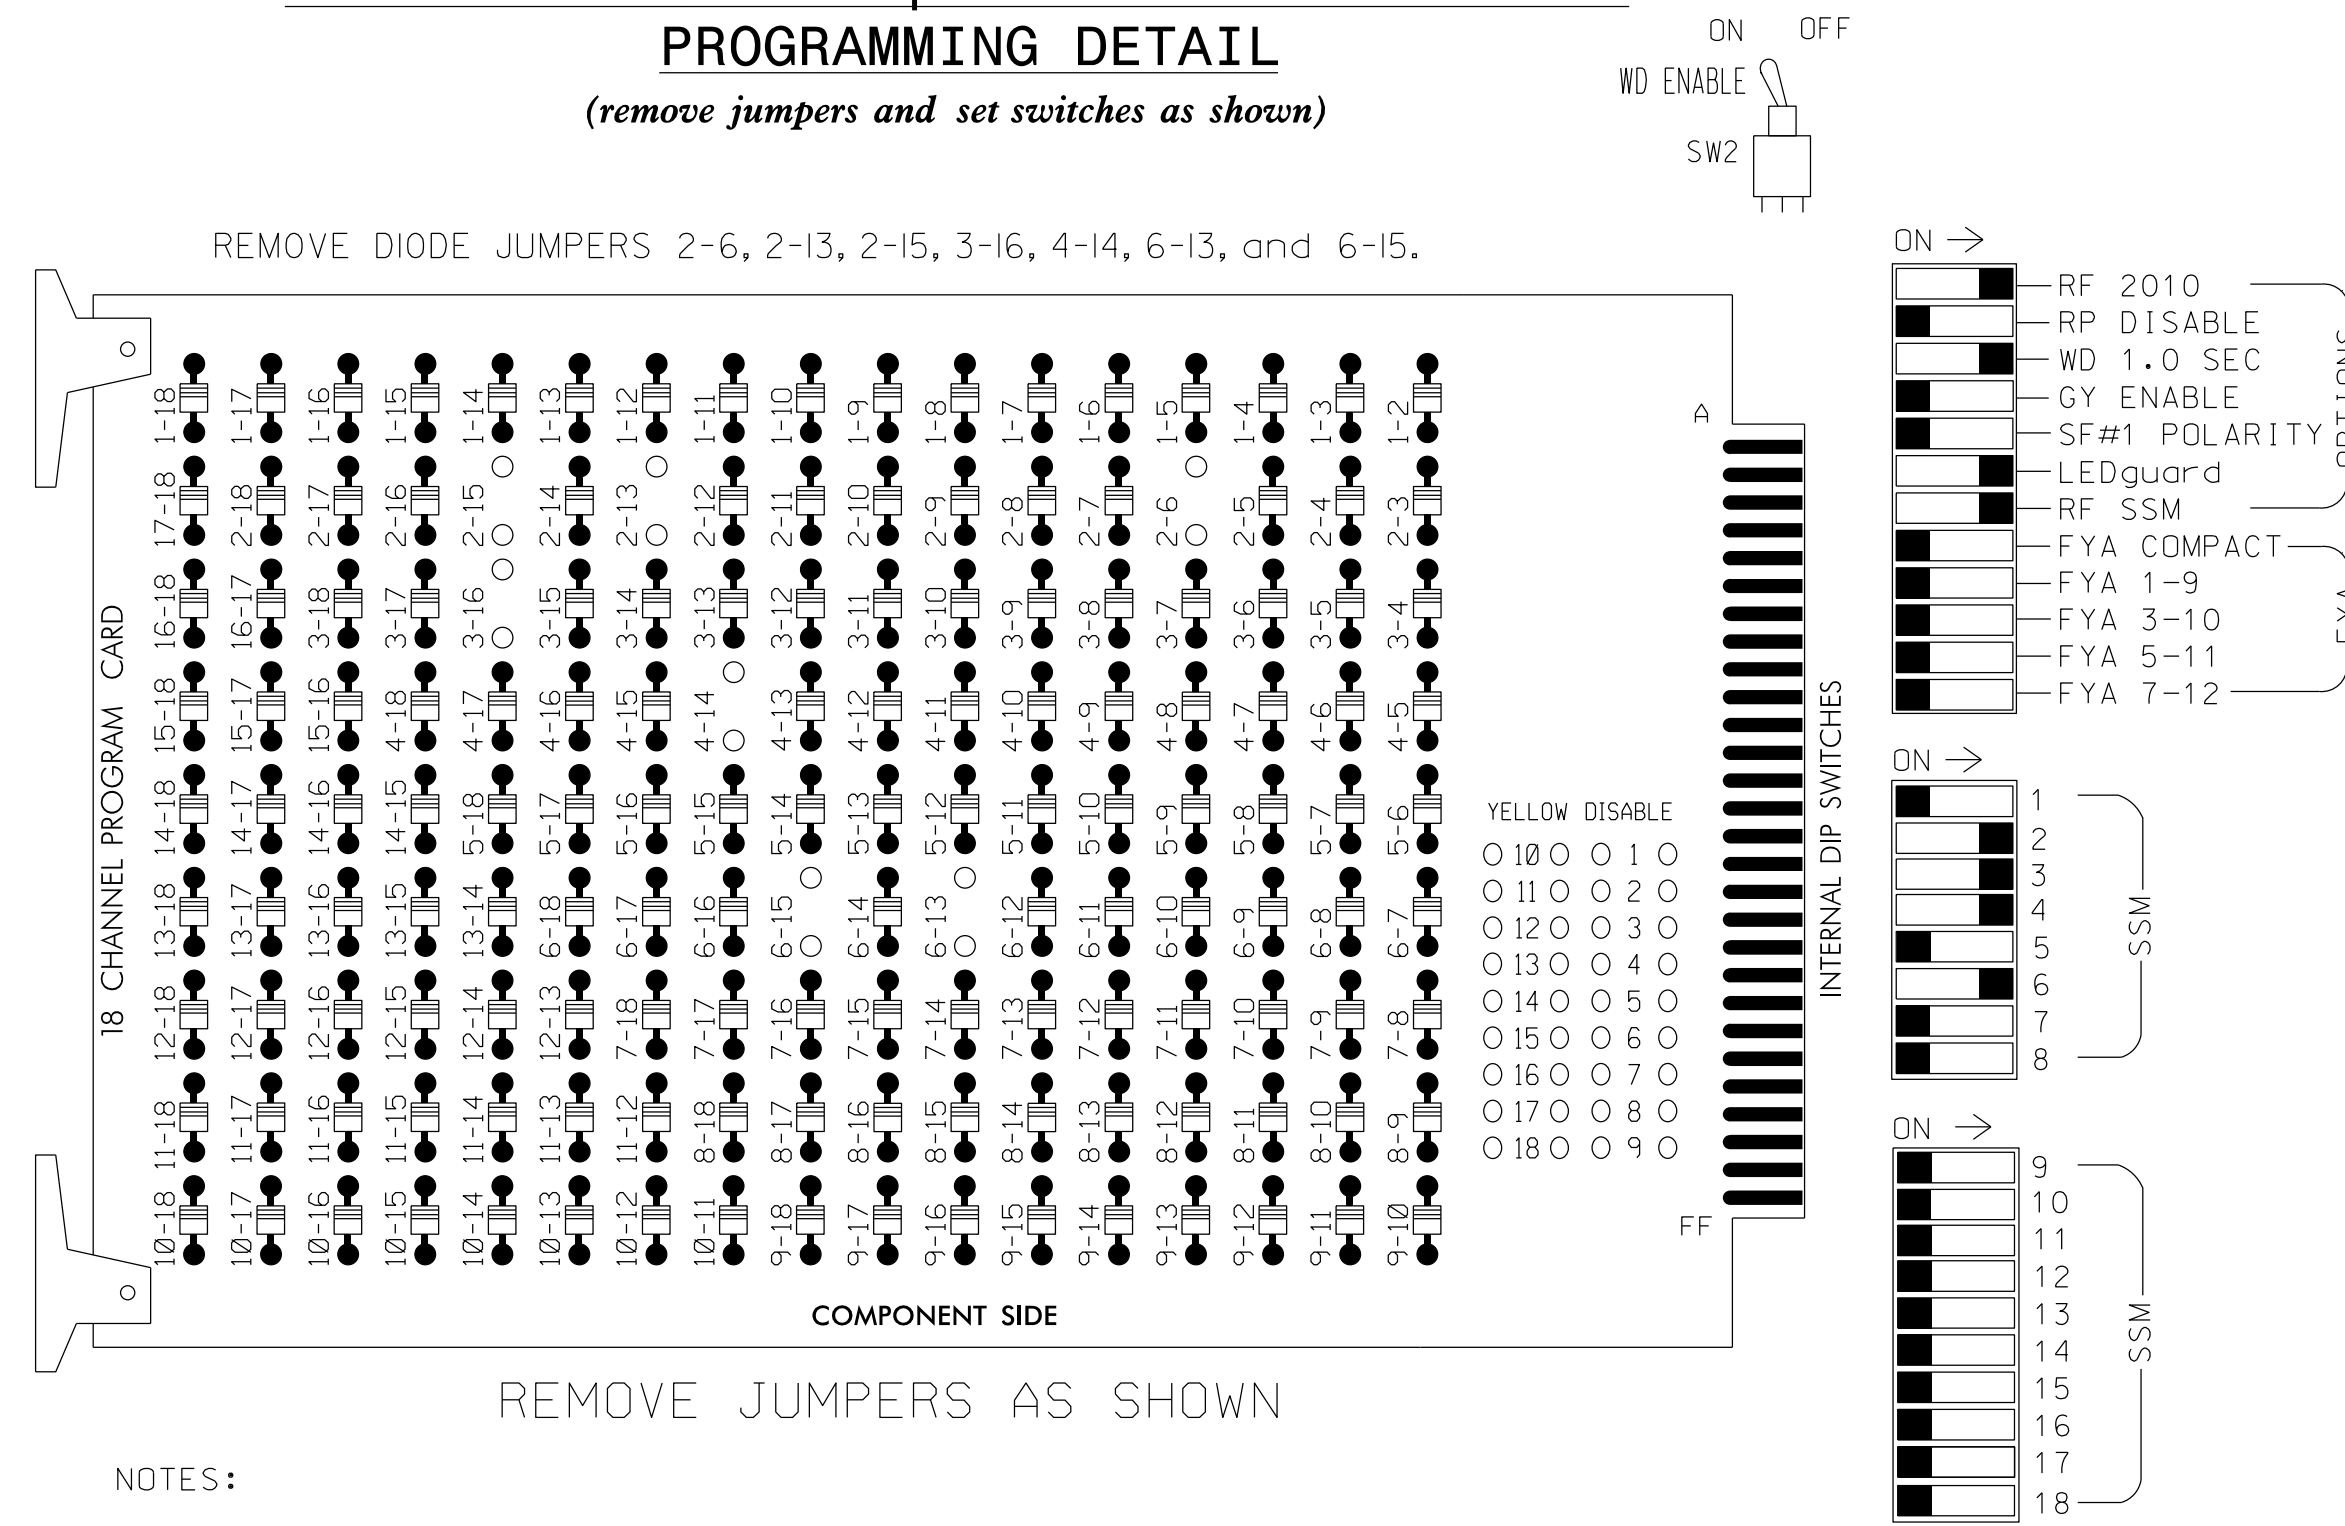 PROGRAMMING DETAIL
(remove jumpers and set switches as shown)
ON OFF
WD ENABLE
SW2
REMOVE DIODE JUMPERS 2-6, 2-13, 2-15, 3-16, 4-14, 6-13, and 6-15.
18 CHANNEL PROGRAM CARD
1-18 1-17 1-16 1-15 1-14 1-13 1-12 1-11 1-10 1-9 1-8 1-7 1-6 1-5 1-4 1-3 1-2
17-18 2-18 2-17 2-16 2-15 2-14 2-13 2-12 2-11 2-10 2-9 2-8 2-7 2-6 2-5 2-4 2-3
16-18 16-17 3-18 3-17 3-16 3-15 3-14 3-13 3-12 3-11 3-10 3-9 3-8 3-7 3-6 3-5 3-4
15-18 15-17 15-16 4-18 4-17 4-16 4-15 4-14 4-13 4-12 4-11 4-10 4-9 4-8 4-7 4-6 4-5
14-18 14-17 14-16 14-15 5-18 5-17 5-16 5-15 5-14 5-13 5-12 5-11 5-10 5-9 5-8 5-7 5-6
13-18 13-17 13-16 13-15 13-14 6-18 6-17 6-16 6-15 6-14 6-13 6-12 6-11 6-10 6-9 6-8 6-7
12-18 12-17 12-16 12-15 12-14 12-13 7-18 7-17 7-16 7-15 7-14 7-13 7-12 7-11 7-10 7-9 7-8
11-18 11-17 11-16 11-15 11-14 11-13 11-12 8-18 8-17 8-16 8-15 8-14 8-13 8-12 8-11 8-10 8-9
10-18 10-17 10-16 10-15 10-14 10-13 10-12 10-11 9-18 9-17 9-16 9-15 9-14 9-13 9-12 9-11 9-10
A
FF
YELLOW DISABLE
10 1
11 2
12 3
13 4
14 5
15 6
16 7
17 8
18 9
COMPONENT SIDE
INTERNAL DIP SWITCHES
ON →
RF 2010
RP DISABLE
WD 1.0 SEC
GY ENABLE
SF#1 POLARITY
LEDguard
RF SSM
FYA COMPACT
FYA 1-9
FYA 3-10
FYA 5-11
FYA 7-12
ON →
1
2
3
4
5
6
7
8
SSM
ON →
9
10
11
12
13
14
15
16
17
18
SSM
REMOVE JUMPERS AS SHOWN
NOTES: